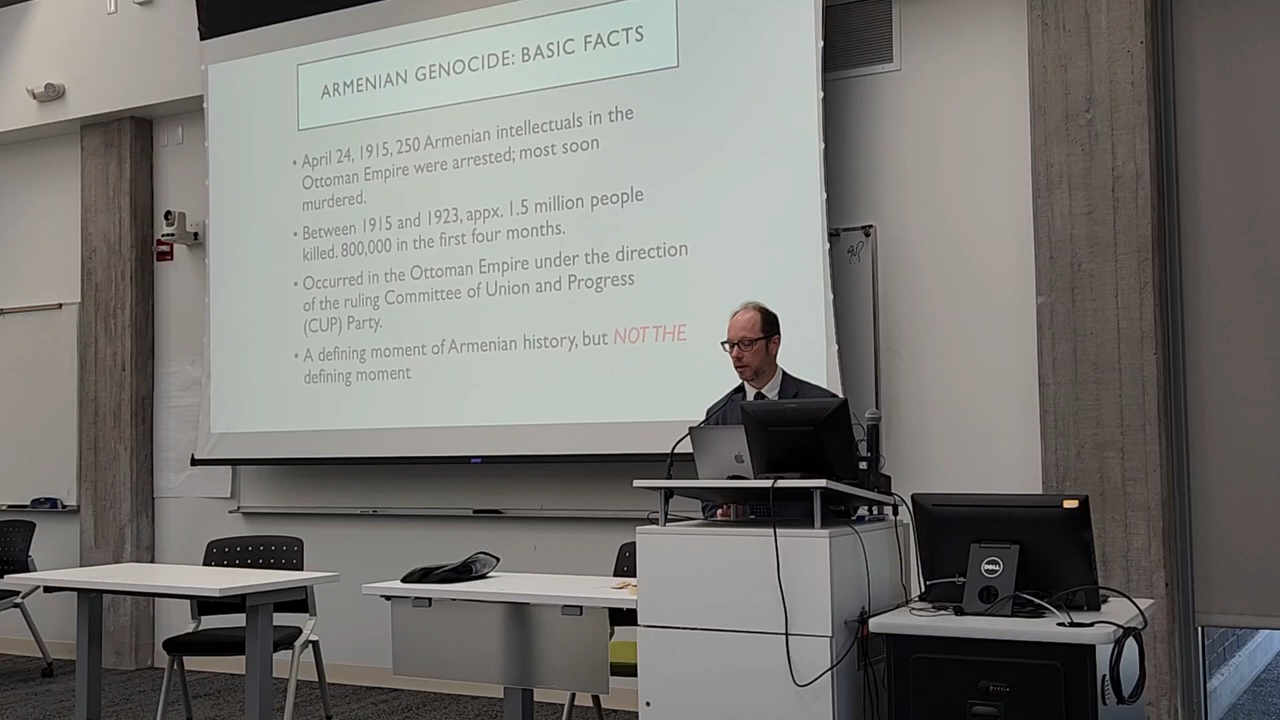 ARMENIAN GENOCIDE: BASIC FACTS
• April 24, 1915, 250 Armenian intellectuals in the
Ottoman Empire were arrested; most soon
murdered.
• Between 1915 and 1923, appx. 1.5 million people
killed. 800,000 in the first four months.
• Occurred in the Ottoman Empire under the direction
of the ruling Committee of Union and Progress
(CUP) Party.
• A defining moment of Armenian history, but NOT THE
defining moment
DELL